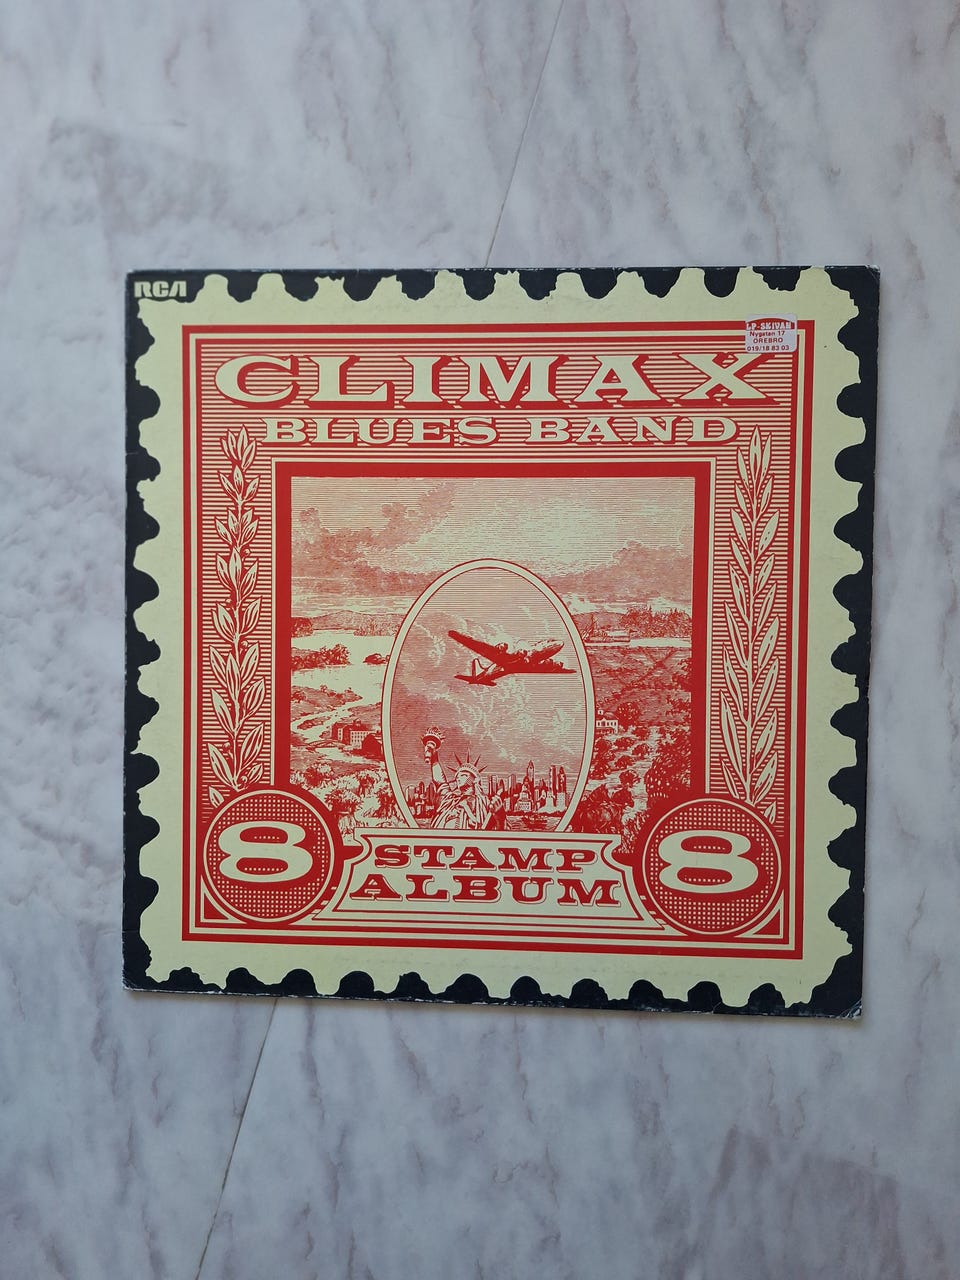 RCA
LP-SKIVAN
Nygatan 17
ÖREBRO
019/18 83 03
CLIMAX
BLUES BAND
8
STAMP
ALBUM
8